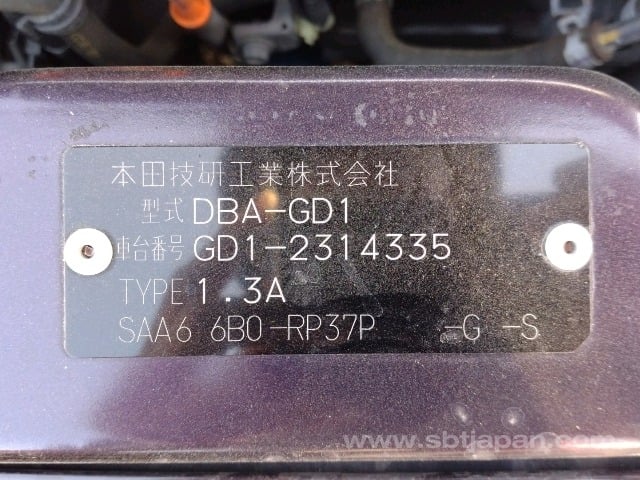 本田技研工業株式会社
型式 DBA-GD1
車台番号 GD1-2314335
TYPE 1.3A
SAA6 6B0-RP37P -G -S
www.sbtjapan.com